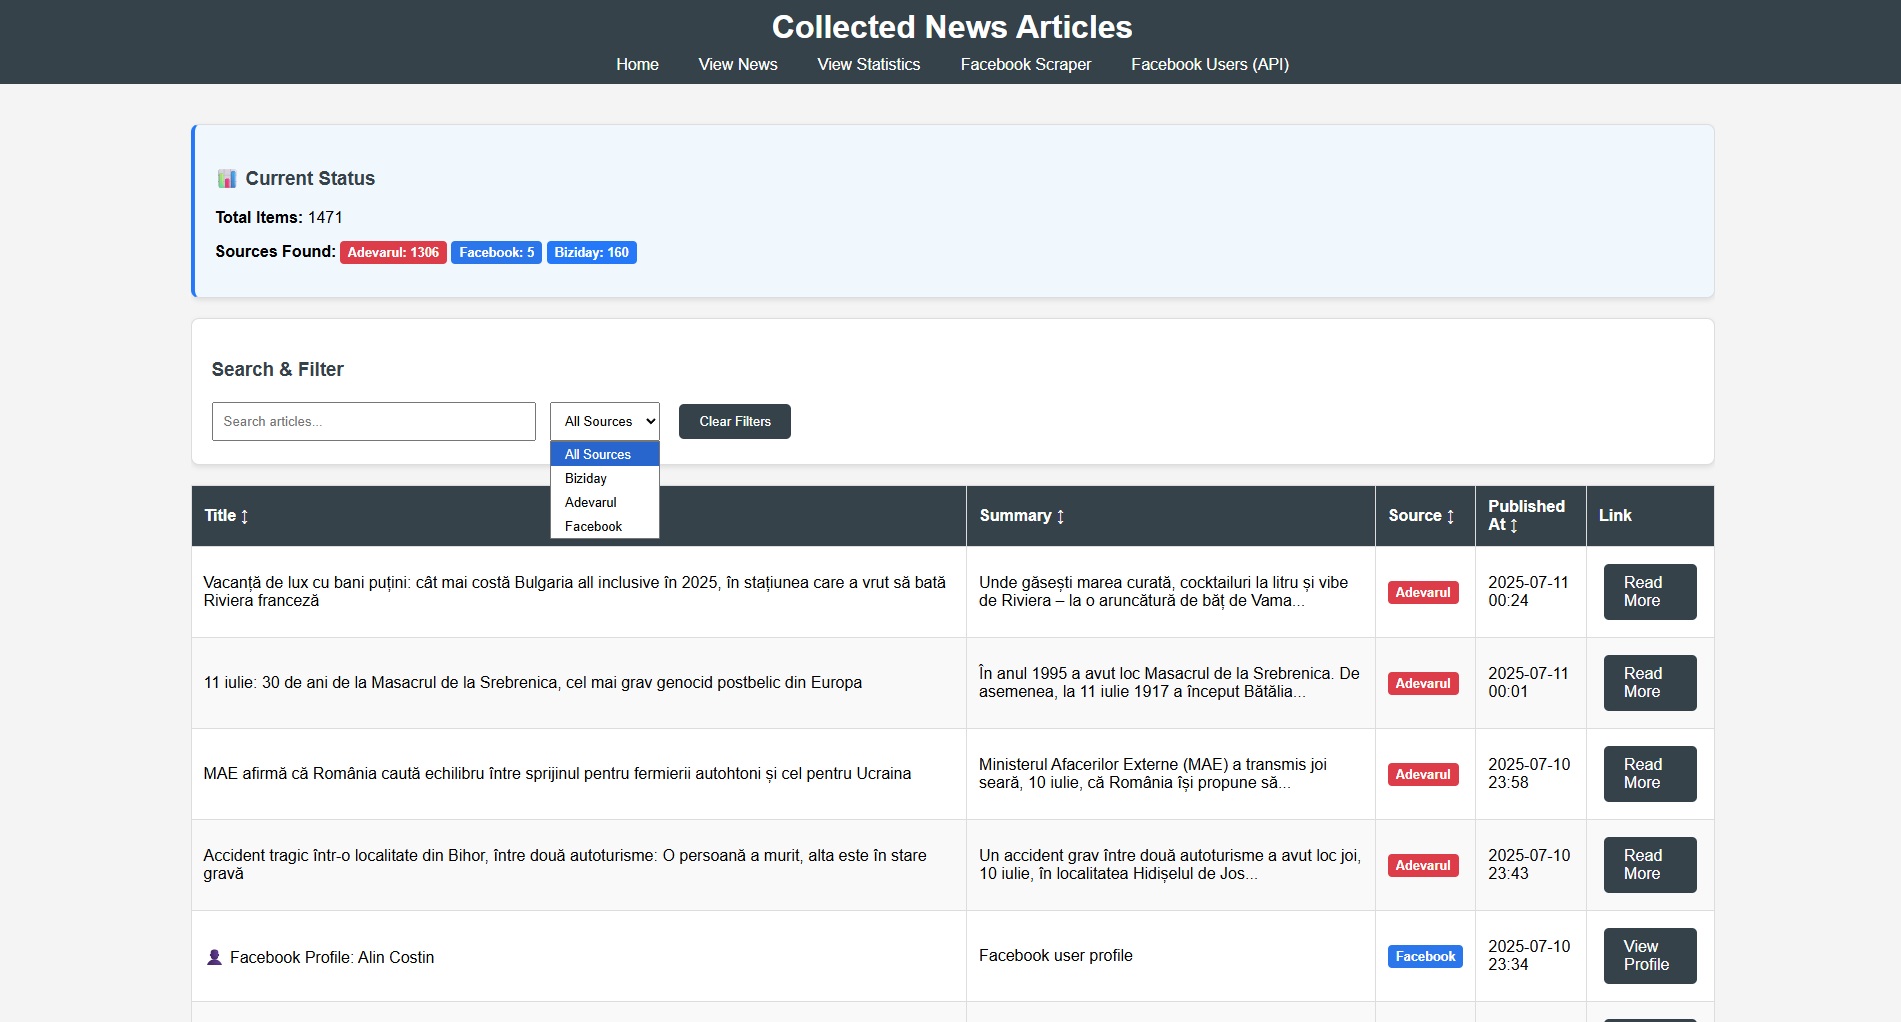 Collected News Articles
Home View News View Statistics Facebook Scraper Facebook Users (API)
Current Status
Total Items: 1471
Sources Found: Adevarul: 1306 Facebook: 5 Biziday: 160
Search & Filter
Search articles... All Sources Clear Filters
All Sources
Biziday
Adevarul
Facebook
Title ↕ Summary ↕ Source ↕ Published At ↕ Link
Vacanță de lux cu bani puțini: cât mai costă Bulgaria all inclusive în 2025, în stațiunea care a vrut să bată
Riviera franceză
Unde găsești marea curată, cocktailuri la litru și vibe
de Riviera – la o aruncătură de băț de Vama...
Adevarul
2025-07-11
00:24
Read
More
11 iulie: 30 de ani de la Masacrul de la Srebrenica, cel mai grav genocid postbelic din Europa
În anul 1995 a avut loc Masacrul de la Srebrenica. De
asemenea, la 11 iulie 1917 a început Bătălia...
Adevarul
2025-07-11
00:01
Read
More
MAE afirmă că România caută echilibru între sprijinul pentru fermierii autohtoni și cel pentru Ucraina
Ministerul Afacerilor Externe (MAE) a transmis joi
seară, 10 iulie, că România își propune să...
Adevarul
2025-07-10
23:58
Read
More
Accident tragic într-o localitate din Bihor, între două autoturisme: O persoană a murit, alta este în stare
gravă
Un accident grav între două autoturisme a avut loc joi,
10 iulie, în localitatea Hidișelul de Jos...
Adevarul
2025-07-10
23:43
Read
More
Facebook Profile: Alin Costin
Facebook user profile
Facebook
2025-07-10
23:34
View
Profile